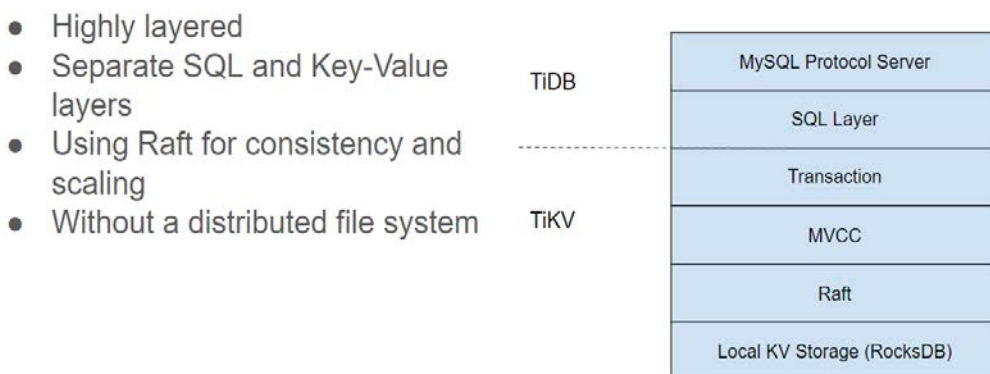 ● Highly layered
● Separate SQL and Key-Value
layers
● Using Raft for consistency and
scaling
● Without a distributed file system
TiDB
TiKV
MySQL Protocol Server
SQL Layer
Transaction
MVCC
Raft
Local KV Storage (RocksDB)